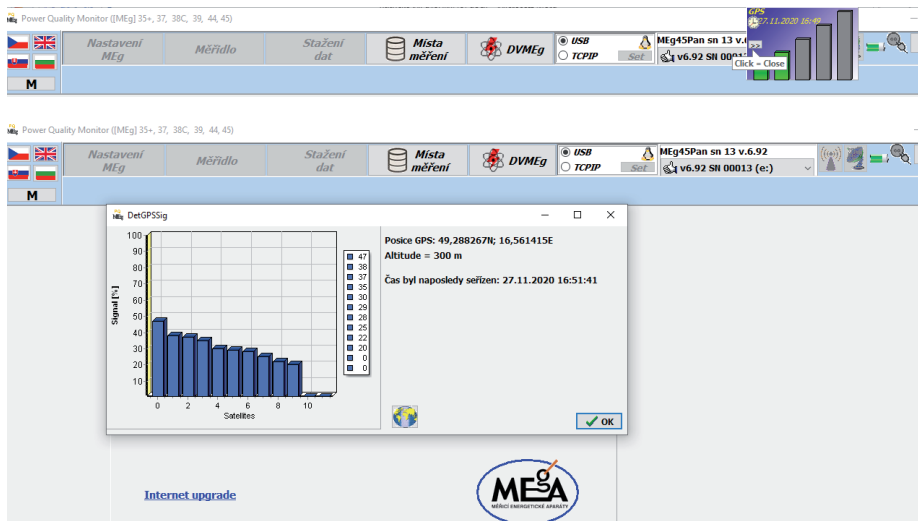 Power Quality Monitor ([MEg] 35+, 37, 38C, 39, 44, 45)
GPS
27.11.2020 16:49
Nastavení MEg
Měřidlo
Stažení dat
Místa měření
DVMEg
USB
TCPIP
Set
MEg45Pan sn 13 v.
v6.92 SN 0001
>>
Click - Close
M
Power Quality Monitor ([MEg] 35+, 37, 38C, 39, 44, 45)
Nastavení MEg
Měřidlo
Stažení dat
Místa měření
DVMEg
USB
TCPIP
Set
MEg45Pan sn 13 v.6.92
v6.92 SN 00013 (e:)
M
DetGPSSig
100
90
80
70
60
50
40
30
20
10
Signal [%]
0 2 4 6 8 10
Satellites
47
38
37
35
30
29
28
25
22
20
0
0
Posice GPS: 49,288267N; 16,561415E
Altitude = 300 m
Čas byl naposledy seřízen: 27.11.2020 16:51:41
OK
Internet upgrade
MEgA
MĚŘICÍ ENERGETICKÉ APARÁTY